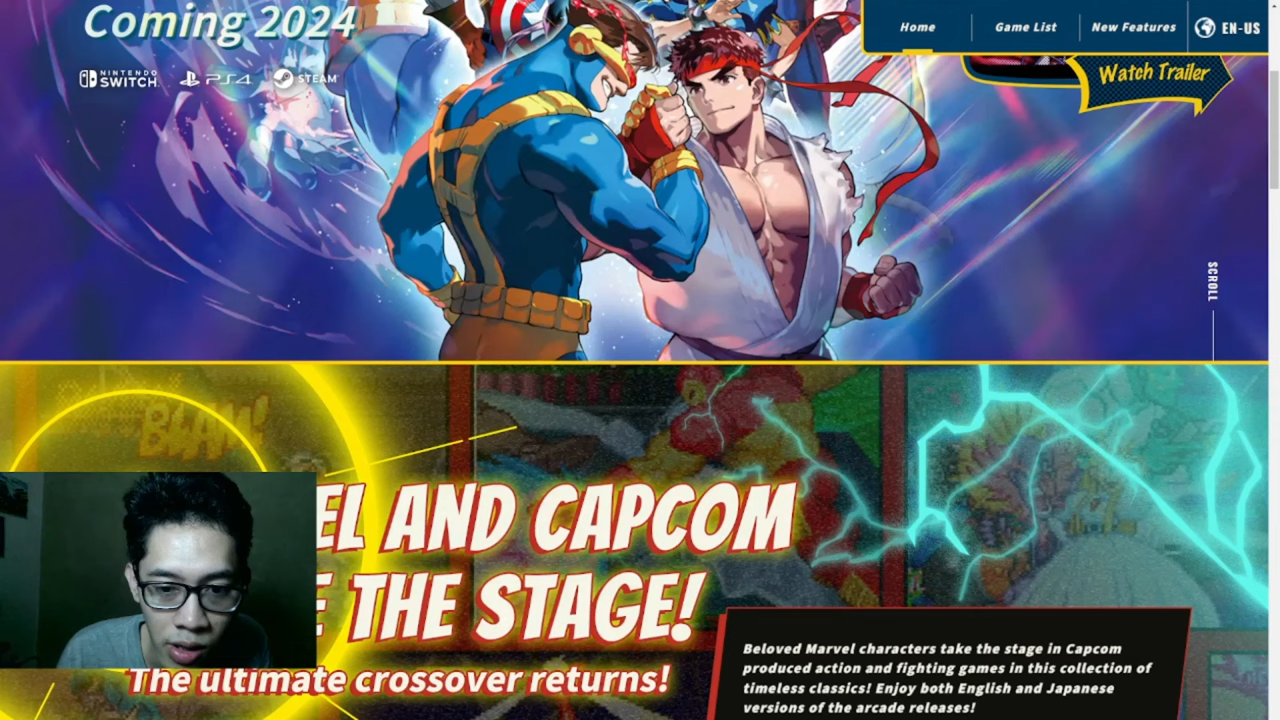 Coming 2024
NINTENDO
SWITCH
PS4
STEAM
Home
Game List
New Features
EN-US
Watch Trailer
SCROLL
BLAM!
EL AND CAPCOM
E THE STAGE!
The ultimate crossover returns!
Beloved Marvel characters take the stage in Capcom
produced action and fighting games in this collection of
timeless classics! Enjoy both English and Japanese
versions of the arcade releases!